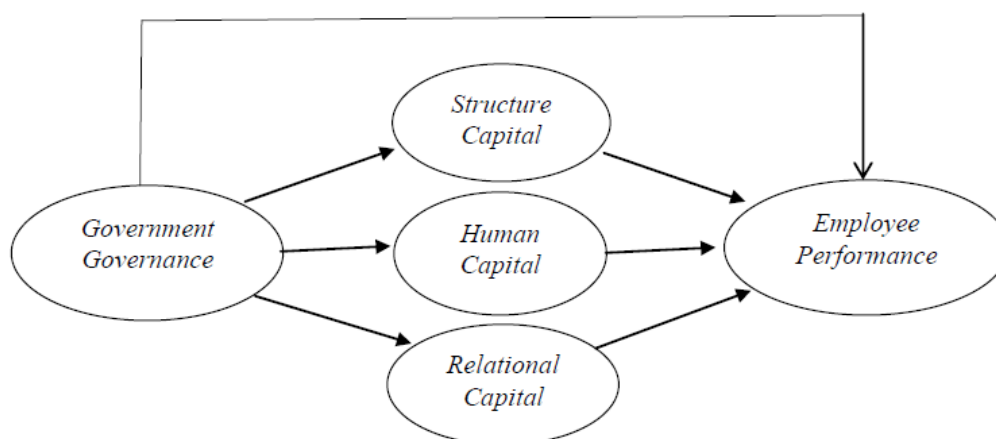 Structure
Capital
Government
Governance
Human
Capital
Employee
Performance
Relational
Capital